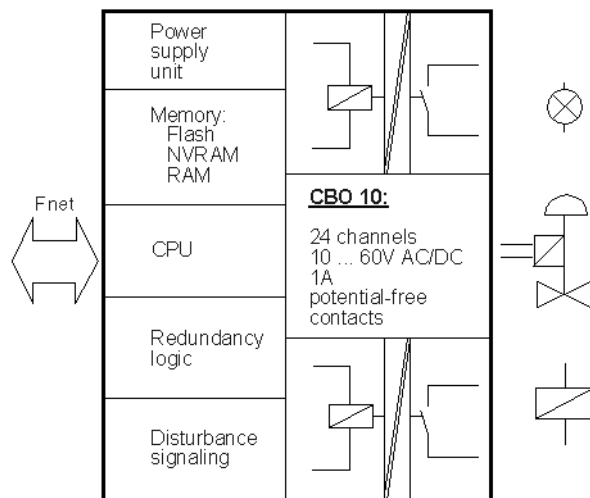 Power
supply
unit
Memory:
Flash
NVRAM
RAM
Fnet
CPU
Redundancy
logic
Disturbance
signaling
CBO 10:
24 channels
10 ... 60V AC/DC
1A
potential-free
contacts